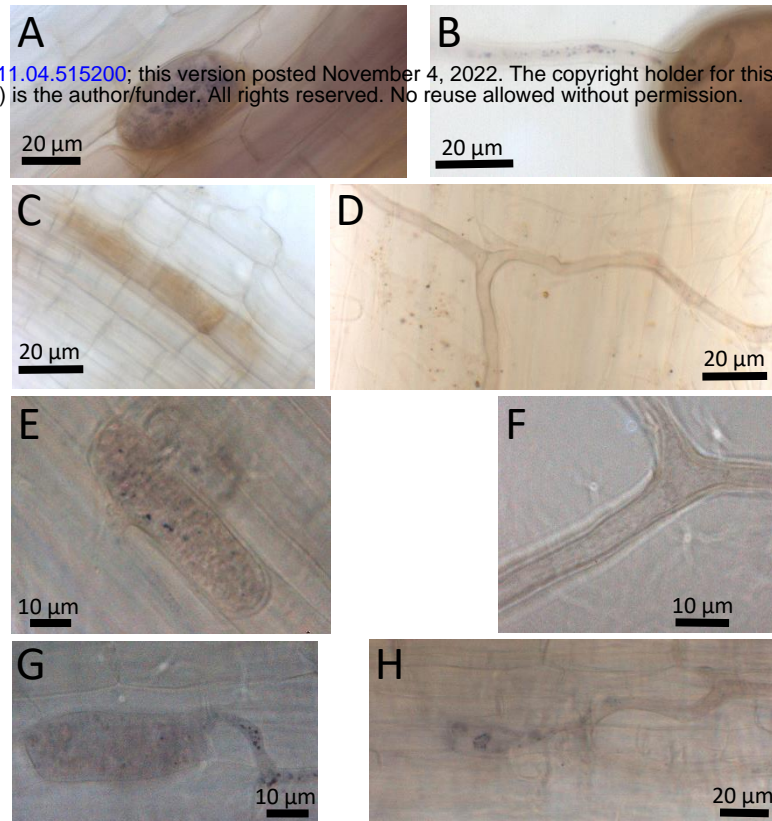 A
B
11.04.515200; this version posted November 4, 2022. The copyright holder for this
) is the author/funder. All rights reserved. No reuse allowed without permission.
20 µm
20 µm
C
D
20 µm
20 µm
E
F
10 µm
10 µm
G
H
10 µm
20 µm